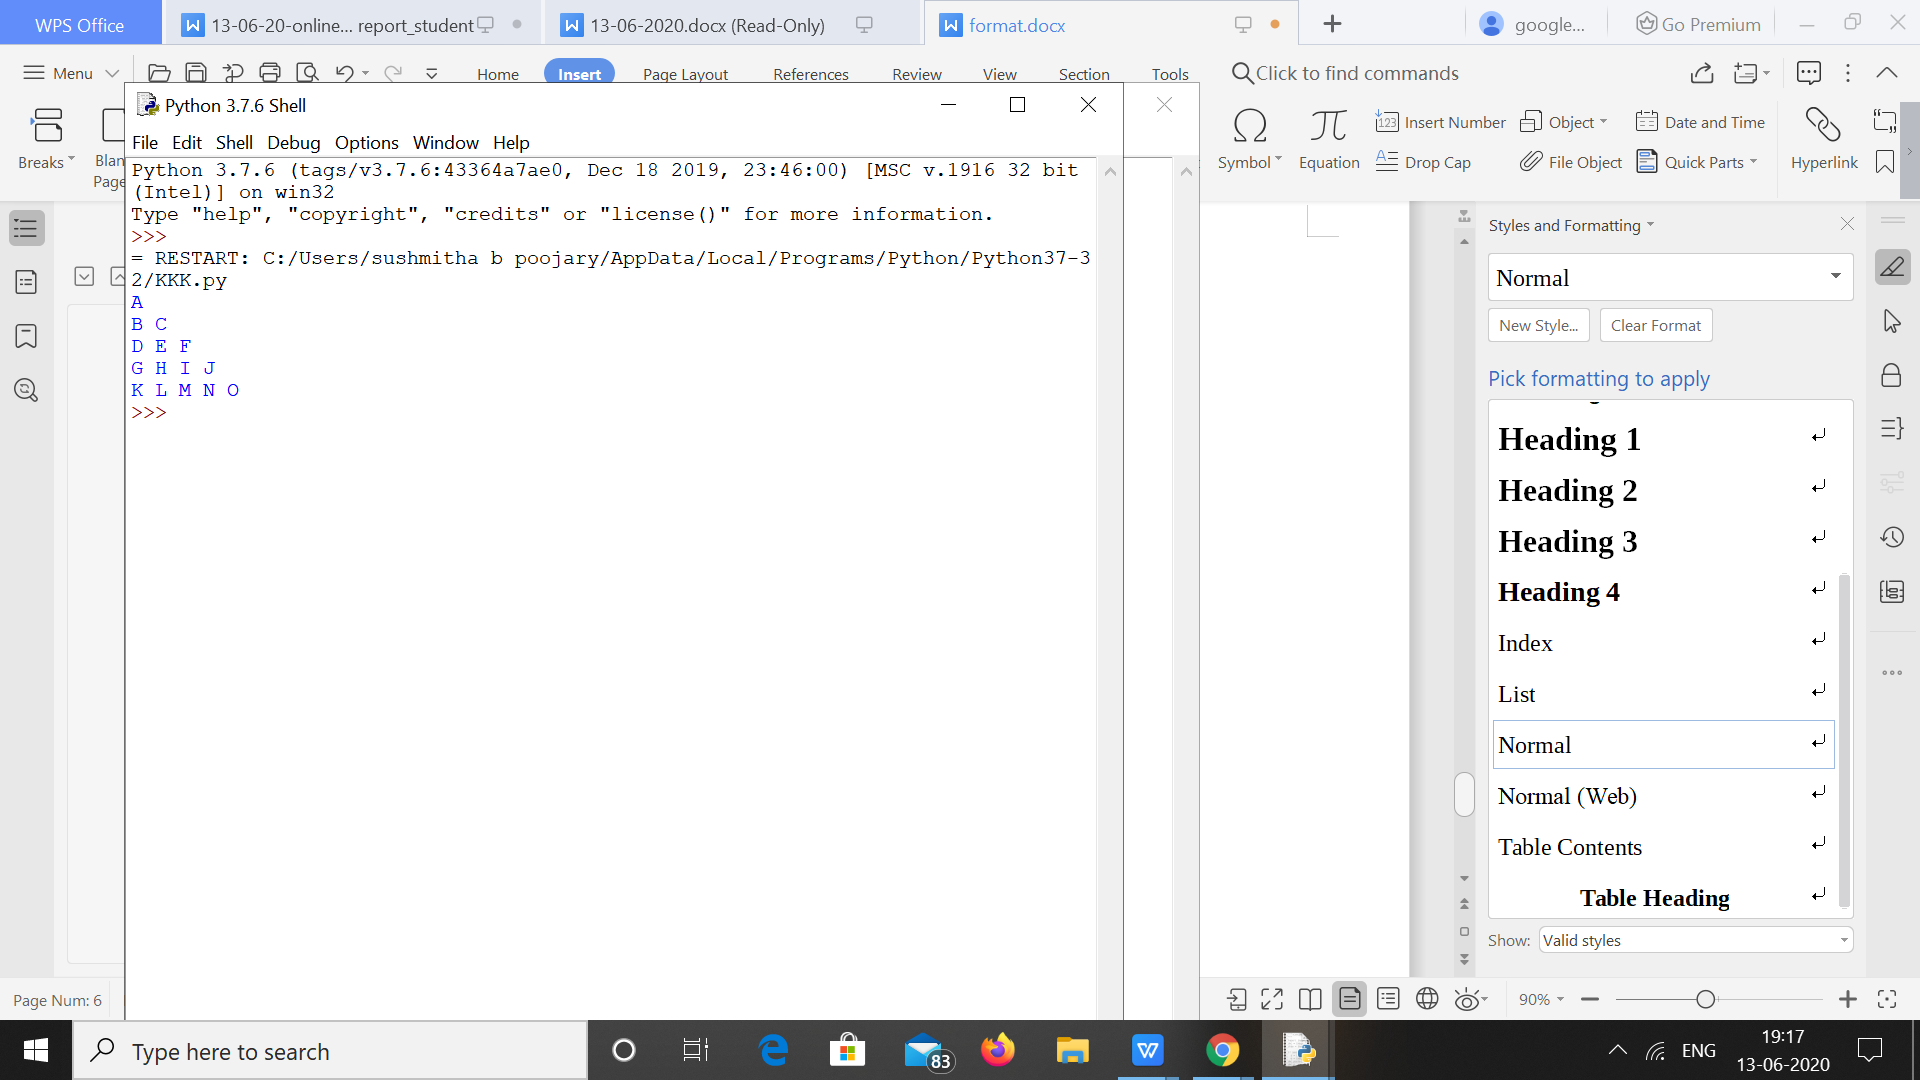 WPS Office
13-06-20-online... report_student
13-06-2020.docx (Read-Only)
format.docx
google...
Go Premium
Menu
Home
Insert
Page Layout
References
Review
View
Section
Tools
Click to find commands
Breaks
Blan
Page
Symbol
Equation
Insert Number
Drop Cap
Object
File Object
Date and Time
Quick Parts
Hyperlink
Python 3.7.6 Shell
File Edit Shell Debug Options Window Help
Python 3.7.6 (tags/v3.7.6:43364a7ae0, Dec 18 2019, 23:46:00) [MSC v.1916 32 bit
(Intel)] on win32
Type "help", "copyright", "credits" or "license()" for more information.
>>>
= RESTART: C:/Users/sushmitha b poojary/AppData/Local/Programs/Python/Python37-3
2/KKK.py
A
B C
D E F
G H I J
K L M N O
>>>
Styles and Formatting
Normal
New Style...
Clear Format
Pick formatting to apply
Heading 1
Heading 2
Heading 3
Heading 4
Index
List
Normal
Normal (Web)
Table Contents
Table Heading
Show: Valid styles
Page Num: 6
90%
Type here to search
83
ENG
19:17
13-06-2020